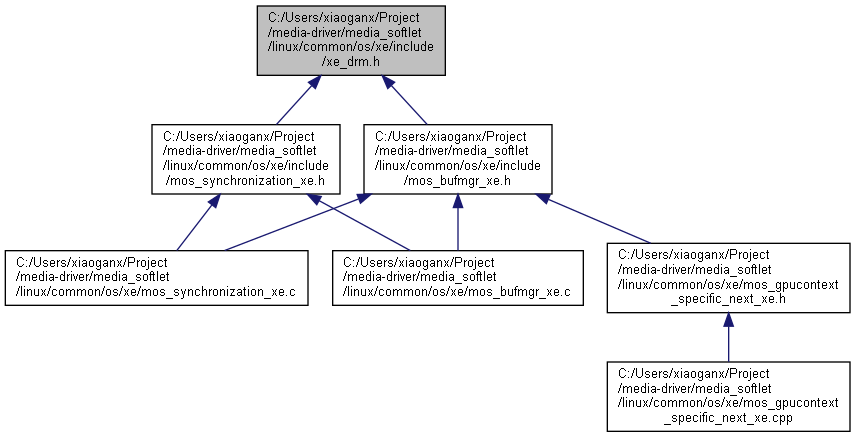 C:/Users/xiaoganx/Project
/media-driver/media_softlet
/linux/common/os/xe/include
/xe_drm.h
C:/Users/xiaoganx/Project
/media-driver/media_softlet
/linux/common/os/xe/include
/mos_synchronization_xe.h
C:/Users/xiaoganx/Project
/media-driver/media_softlet
/linux/common/os/xe/include
/mos_bufmgr_xe.h
C:/Users/xiaoganx/Project
/media-driver/media_softlet
/linux/common/os/xe/mos_synchronization_xe.c
C:/Users/xiaoganx/Project
/media-driver/media_softlet
/linux/common/os/xe/mos_bufmgr_xe.c
C:/Users/xiaoganx/Project
/media-driver/media_softlet
/linux/common/os/xe/mos_gpucontext
_specific_next_xe.h
C:/Users/xiaoganx/Project
/media-driver/media_softlet
/linux/common/os/xe/mos_gpucontext
_specific_next_xe.cpp